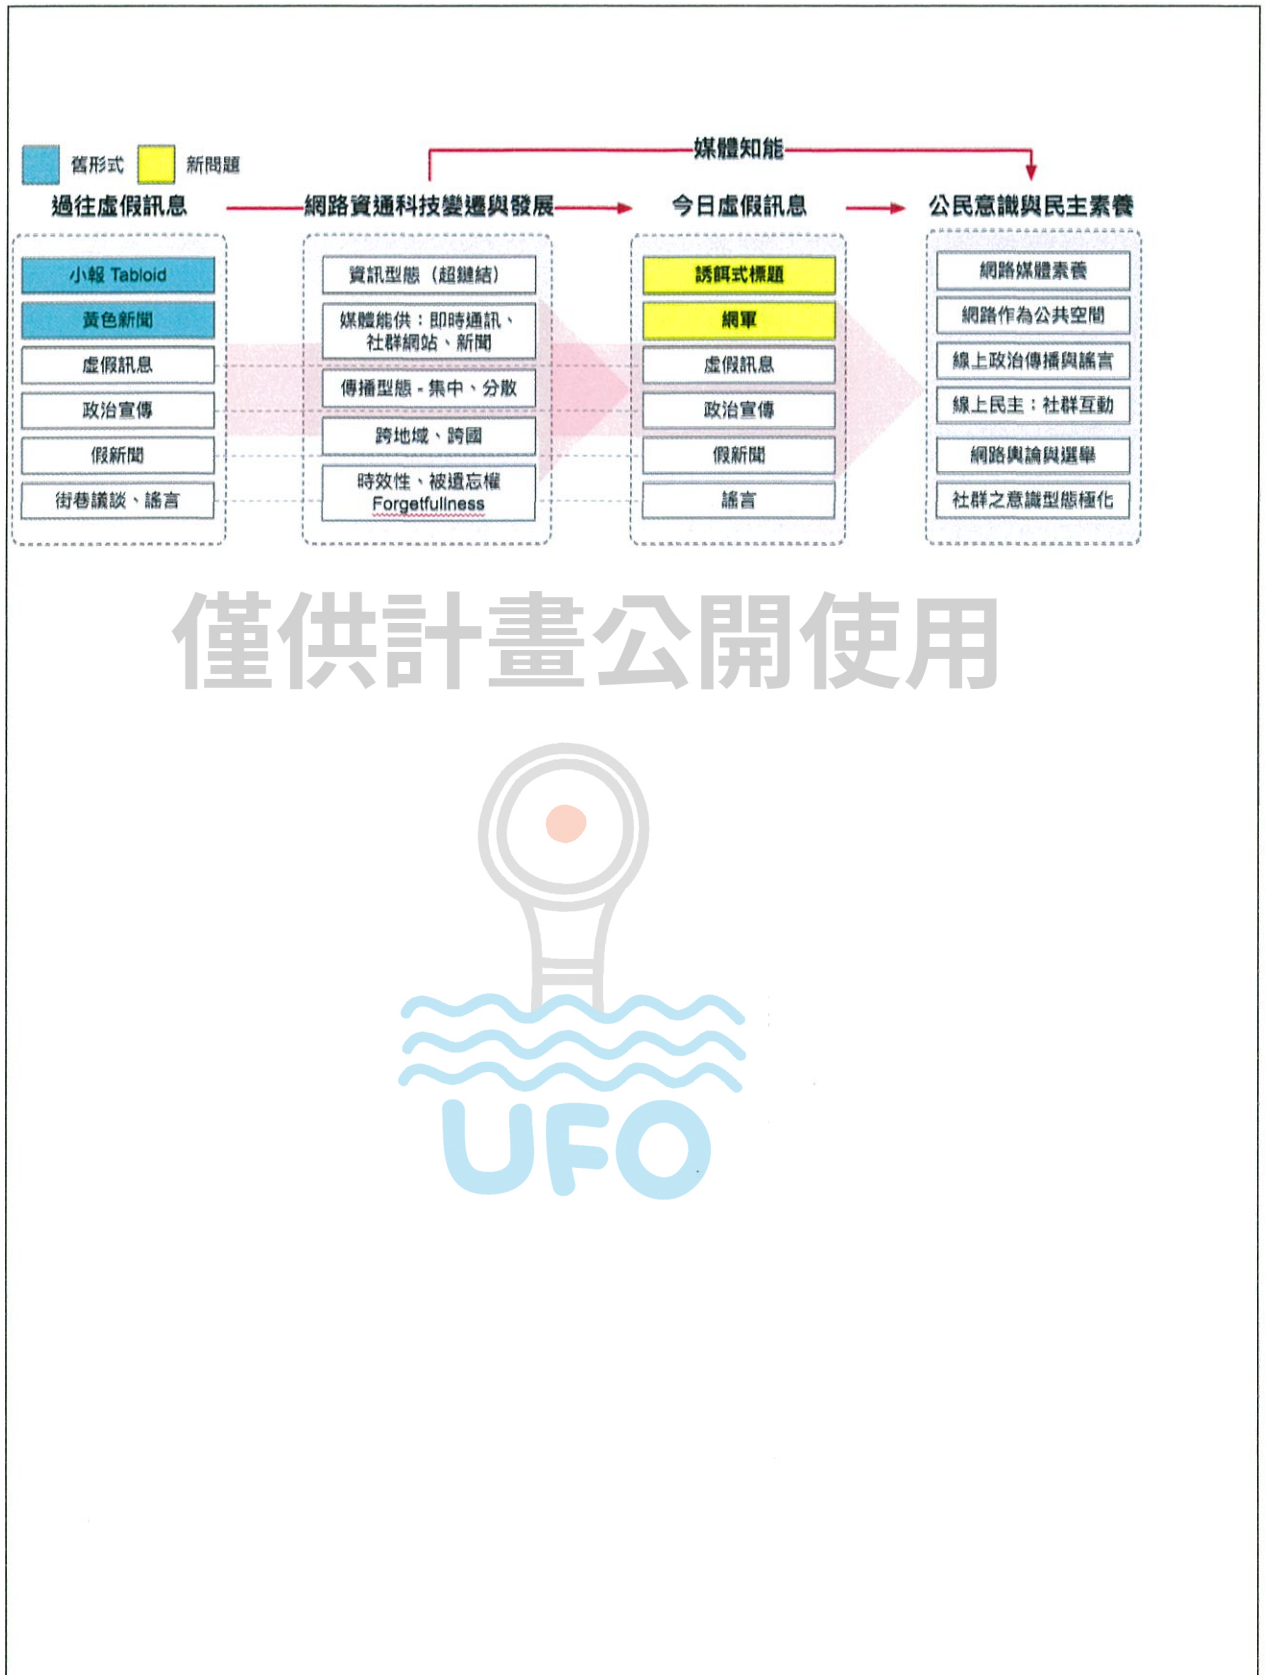 媒體知能
舊形式
新問題
過往虛假訊息
網路資通科技變遷與發展
今日虛假訊息
公民意識與民主素養
小報 Tabloid
黃色新聞
虛假訊息
政治宣傳
假新聞
街巷議談、謠言
資訊型態（超鏈結）
媒體能供：即時通訊、
社群網站、新聞
傳播型態 - 集中、分散
跨地域、跨國
時效性、被遺忘權
Forgetfullness
誘餌式標題
網軍
虛假訊息
政治宣傳
假新聞
謠言
網路媒體素養
網路作為公共空間
線上政治傳播與謠言
線上民主：社群互動
網路輿論與選舉
社群之意識型態極化
僅供計畫公開使用
UFO